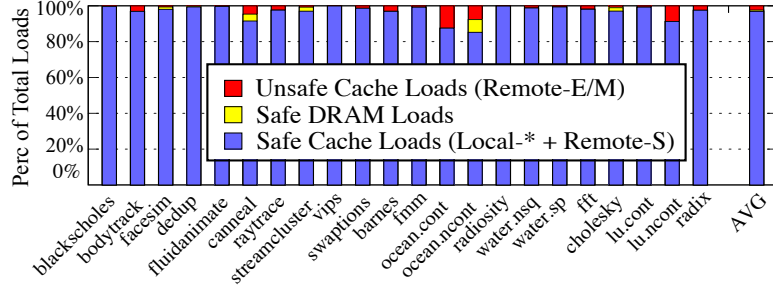 Perc of Total Loads
100%
80%
60%
40%
20%
0%
Unsafe Cache Loads (Remote-E/M)
Safe DRAM Loads
Safe Cache Loads (Local-* + Remote-S)
blackscholes
bodytrack
facesim
dedup
fluidanimate
canneal
raytrace
streamcluster
vips
swaptions
barnes
fmm
ocean.cont
ocean.ncont
radiosity
water.nsq
water.sp
fft
cholesky
lu.cont
lu.ncont
radix
AVG